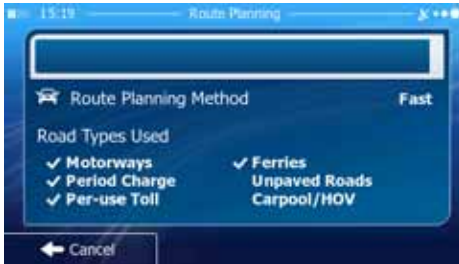 15:19 Route Planning
Route Planning Method Fast
Road Types Used
Motorways Ferries
Period Charge Unpaved Roads
Per-use Toll Carpool/HOV
Cancel